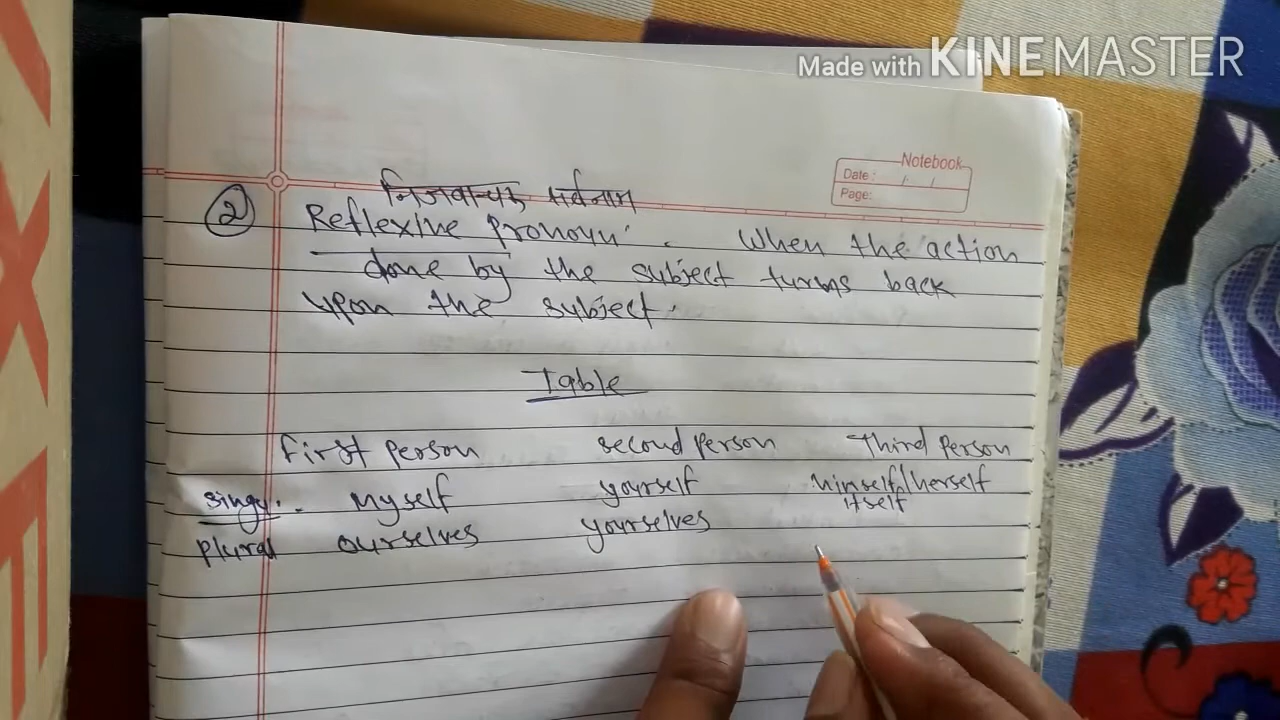 Made with KINEMASTER
Notebook
Date : / /
Page:
निजवाचक सर्वनाम
② Reflexive pronoun . When the action
done by the subject turns back
upon the subject.
Table
first person second person Third person
singu. . Myself yourself himself/herself
itself
plural ourselves yourselves